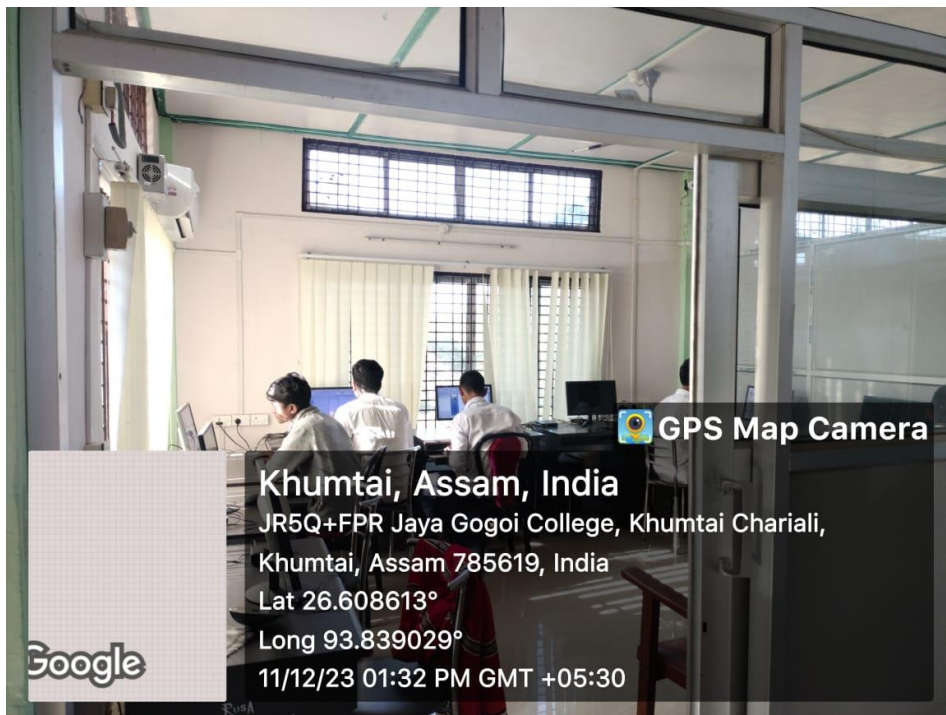 GPS Map Camera
Khumtai, Assam, India
JR5Q+FPR Jaya Gogoi College, Khumtai Chariali,
Khumtai, Assam 785619, India
Lat 26.608613°
Long 93.839029°
11/12/23 01:32 PM GMT +05:30
Google
RUSA